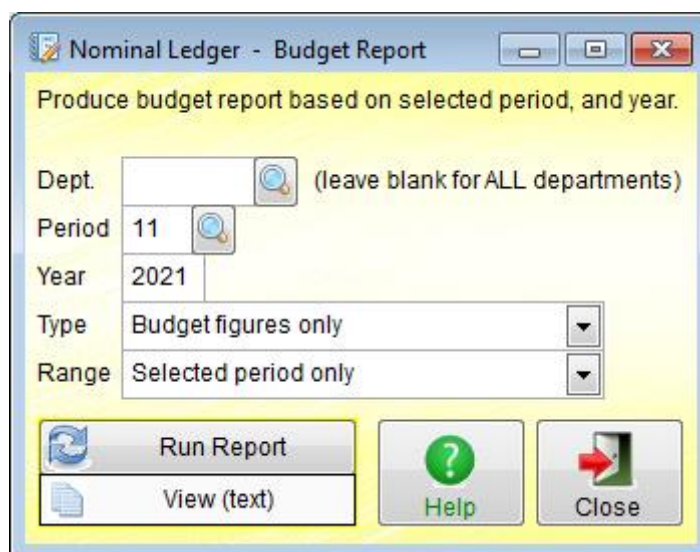 Nominal Ledger - Budget Report
Produce budget report based on selected period, and year.
Dept. (leave blank for ALL departments)
Period 11
Year 2021
Type Budget figures only
Range Selected period only
Run Report
View (text)
Help
Close